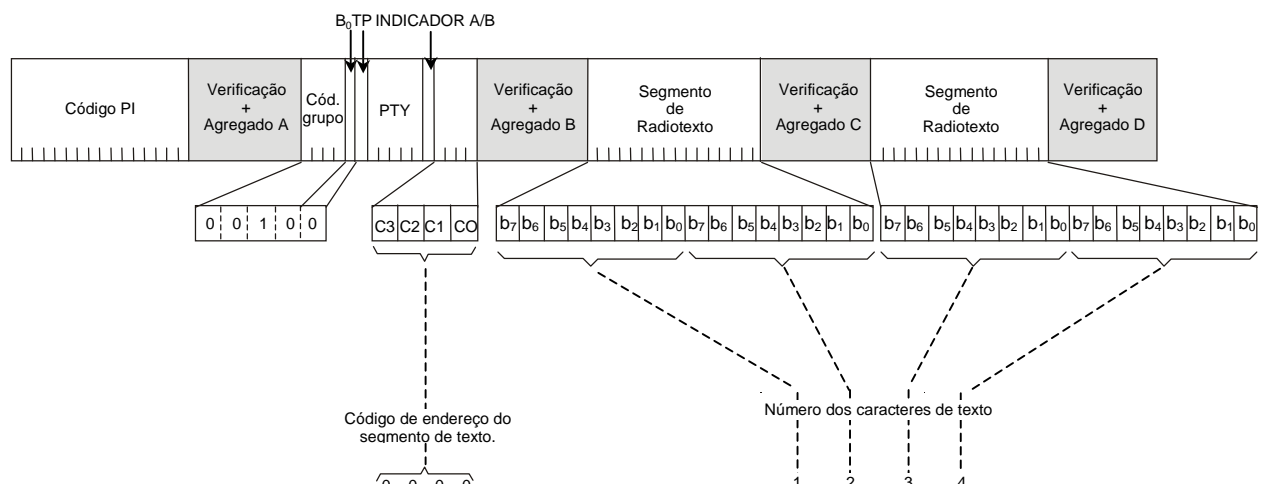 B₀TP INDICADOR A/B
Código PI
Verificação
+
Agregado A
Cód.
grupo
PTY
Verificação
+
Agregado B
Segmento
de
Radiotexto
Verificação
+
Agregado C
Segmento
de
Radiotexto
Verificação
+
Agregado D
0 0 1 0 0
C3 C2 C1 CO
b₇ b₆ b₅ b₄ b₃ b₂ b₁ b₀ b₇ b₆ b₅ b₄ b₃ b₂ b₁ b₀
b₇ b₆ b₅ b₄ b₃ b₂ b₁ b₀ b₇ b₆ b₅ b₄ b₃ b₂ b₁ b₀
Código de endereço do
segmento de texto.
Número dos caracteres de texto
0 0 0 0
1 2 3 4